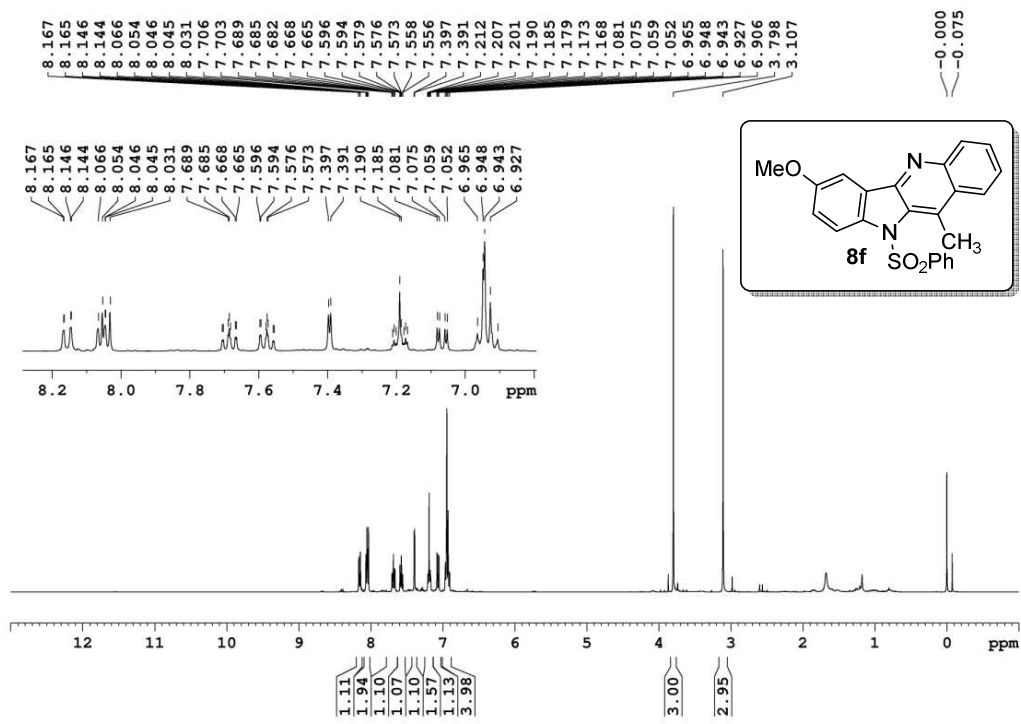 8.167 8.165 8.146 8.144 8.066 8.054 8.046 8.045 8.031 7.706 7.703 7.689 7.685 7.682 7.668 7.665 7.596 7.594 7.579 7.576 7.573 7.558 7.556 7.397 7.391 7.212 7.207 7.201 7.190 7.185 7.179 7.173 7.168 7.081 7.075 7.059 7.052 6.965 6.948 6.943 6.927 6.906 3.798 3.107 -0.000 -0.075
8.167 8.165 8.146 8.144 8.066 8.054 8.046 8.045 8.031 7.689 7.685 7.668 7.665 7.596 7.594 7.576 7.573 7.397 7.391 7.190 7.185 7.081 7.075 7.059 7.052 6.965 6.948 6.943 6.927
MeO
N
N
CH3
8f
SO2Ph
8.2 8.0 7.8 7.6 7.4 7.2 7.0 ppm
12 11 10 9 8 7 6 5 4 3 2 1 0 ppm
1.11 1.94 1.10 1.07 1.10 1.57 1.13 3.98 3.00 2.95